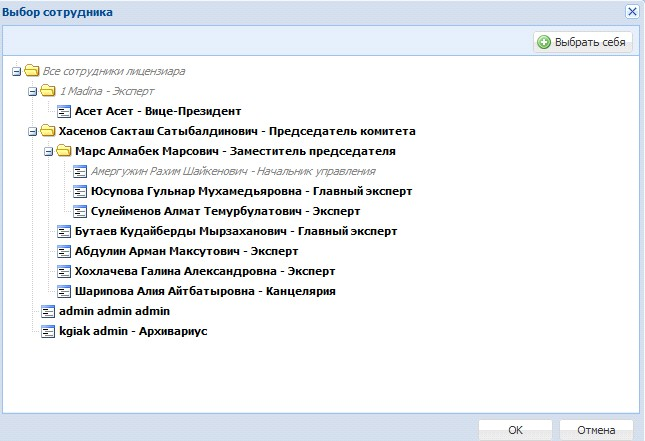 Выбор сотрудника
Выбрать себя
Все сотрудники лицензиара
1 Madina - Эксперт
Асет Асет - Вице-Президент
Хасенов Сакташ Сатыбалдинович - Председатель комитета
Марс Алмабек Марсович - Заместитель председателя
Амергужин Рахим Шайкенович - Начальник управления
Юсупова Гульнар Мухамедьяровна - Главный эксперт
Сулейменов Алмат Темурбулатович - Эксперт
Бутаев Кудайберды Мырзаханович - Главный эксперт
Абдулин Арман Максутович - Эксперт
Хохлачева Галина Александровна - Эксперт
Шарипова Алия Айтбатыровна - Канцелярия
admin admin admin
kgiak admin - Архивариус
OK
Отмена